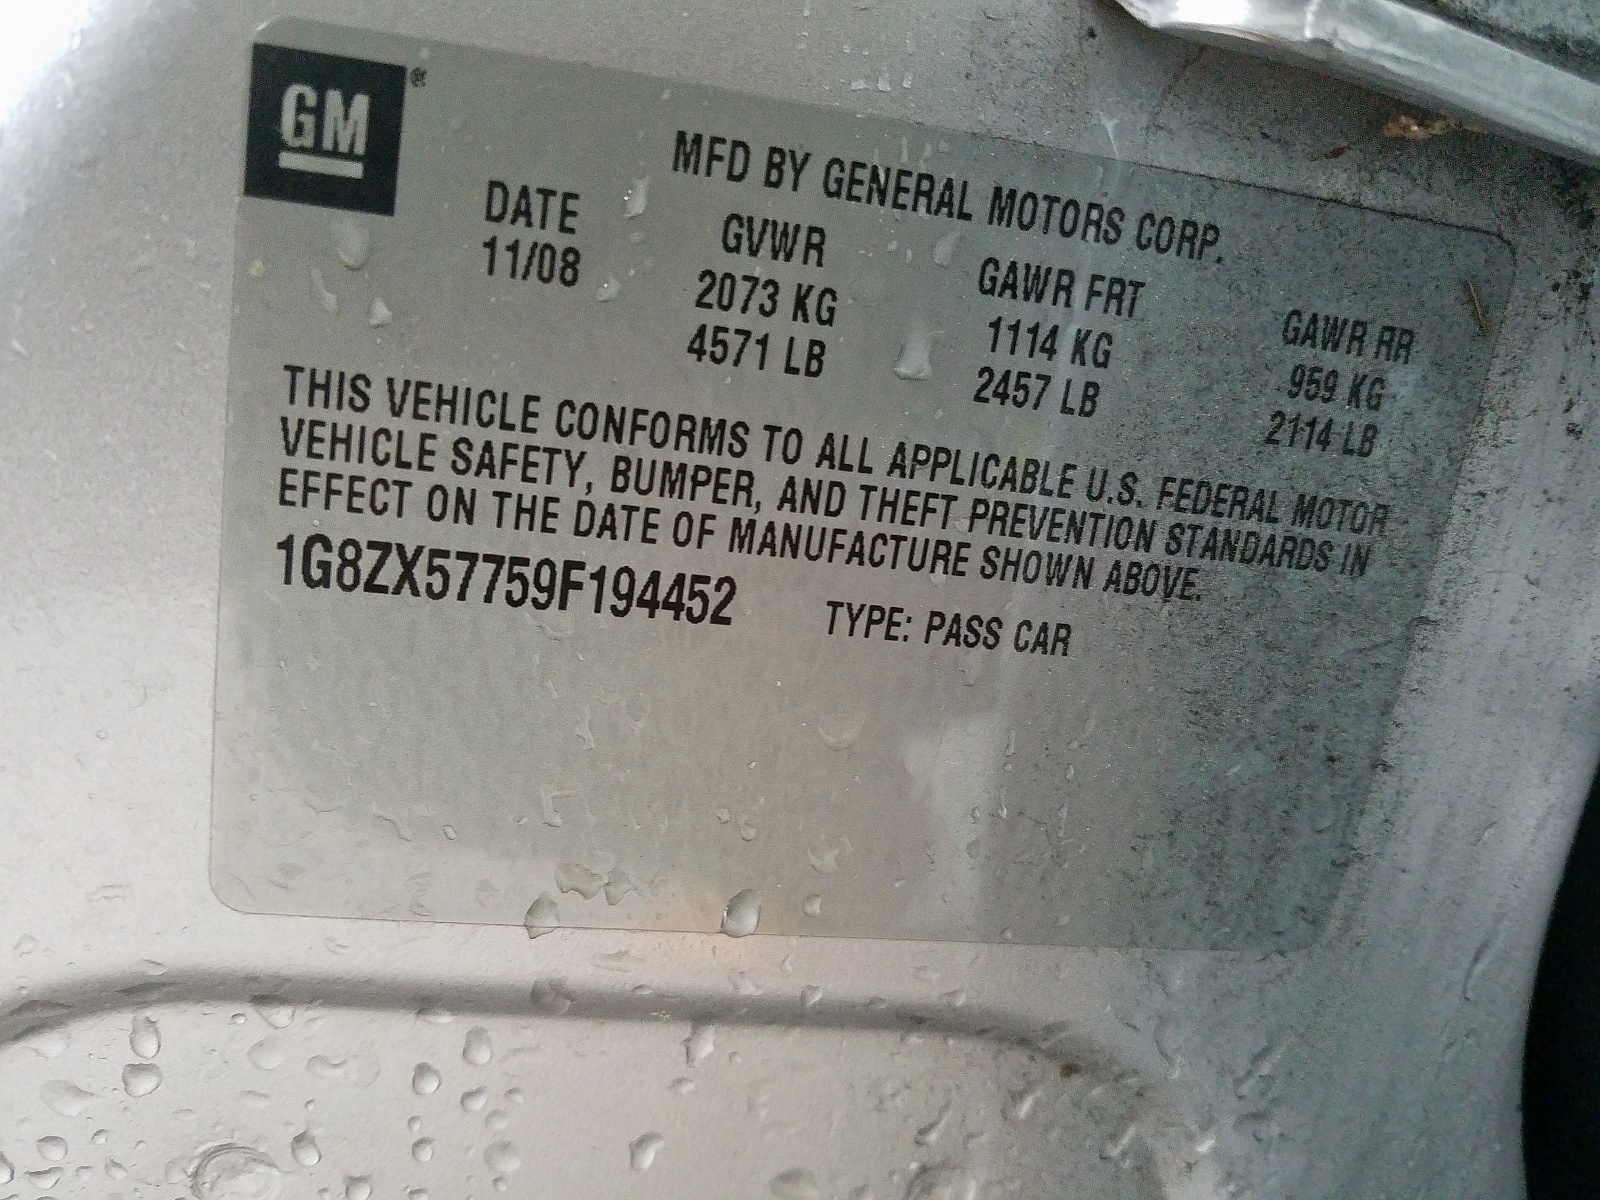 GM®
MFD BY GENERAL MOTORS CORP.
DATE GVWR GAWR FRT GAWR RR
11/08 2073 KG 1114 KG 959 KG
4571 LB 2457 LB 2114 LB
THIS VEHICLE CONFORMS TO ALL APPLICABLE U.S. FEDERAL MOTOR
VEHICLE SAFETY, BUMPER, AND THEFT PREVENTION STANDARDS IN
EFFECT ON THE DATE OF MANUFACTURE SHOWN ABOVE.
1G8ZX57759F194452 TYPE: PASS CAR